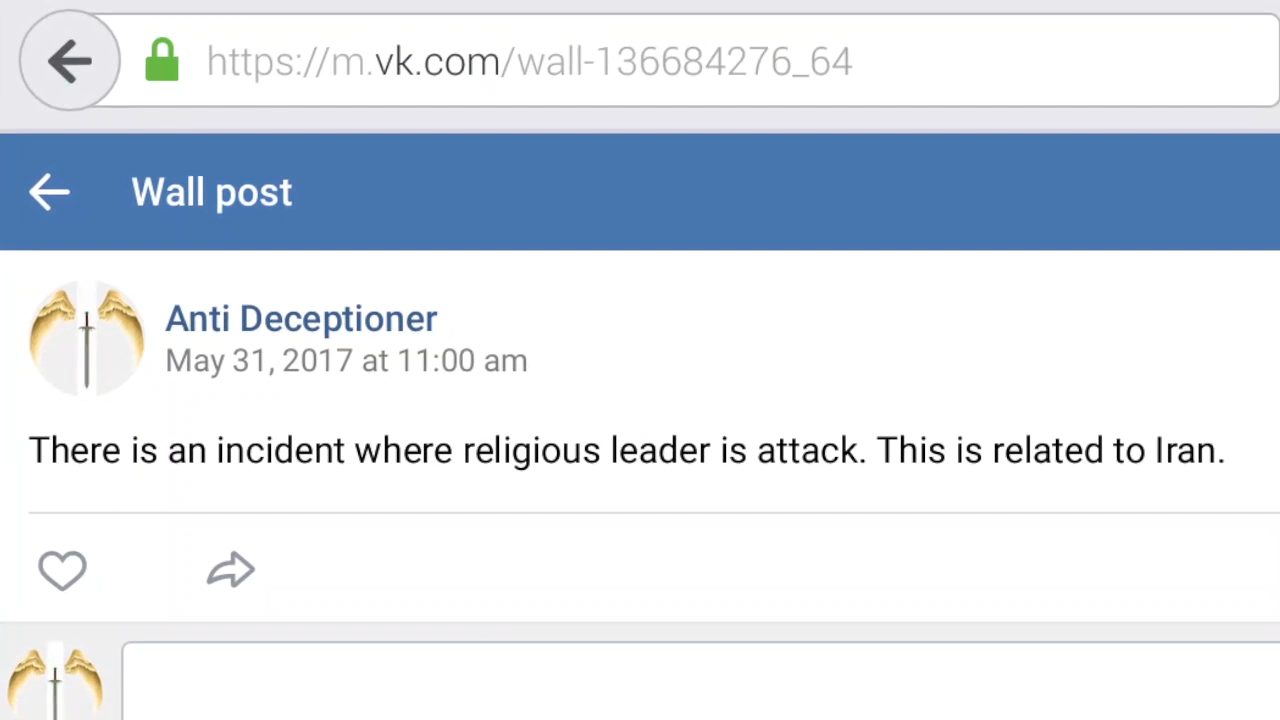 https://m.vk.com/wall-136684276_64
Wall post
Anti Deceptioner
May 31, 2017 at 11:00 am
There is an incident where religious leader is attack. This is related to Iran.